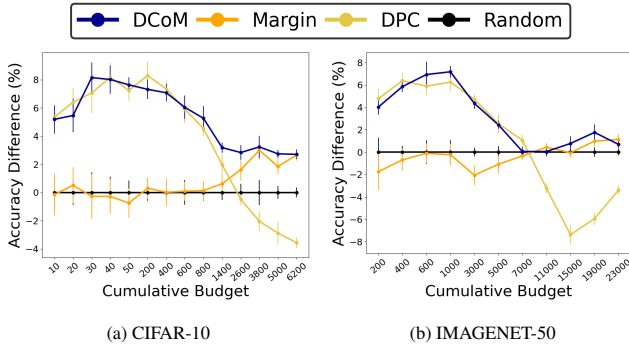 DCoM Margin DPC Random
Accuracy Difference (%)
8
6
4
2
0
−2
−4
10 20 30 40 50 200 400 600 800 1400 2600 3800 5000 6200
Cumulative Budget
(a) CIFAR-10
Accuracy Difference (%)
8
6
4
2
0
−2
−4
−6
−8
200 400 600 1000 3000 5000 7000 11000 15000 19000 23000
Cumulative Budget
(b) IMAGENET-50